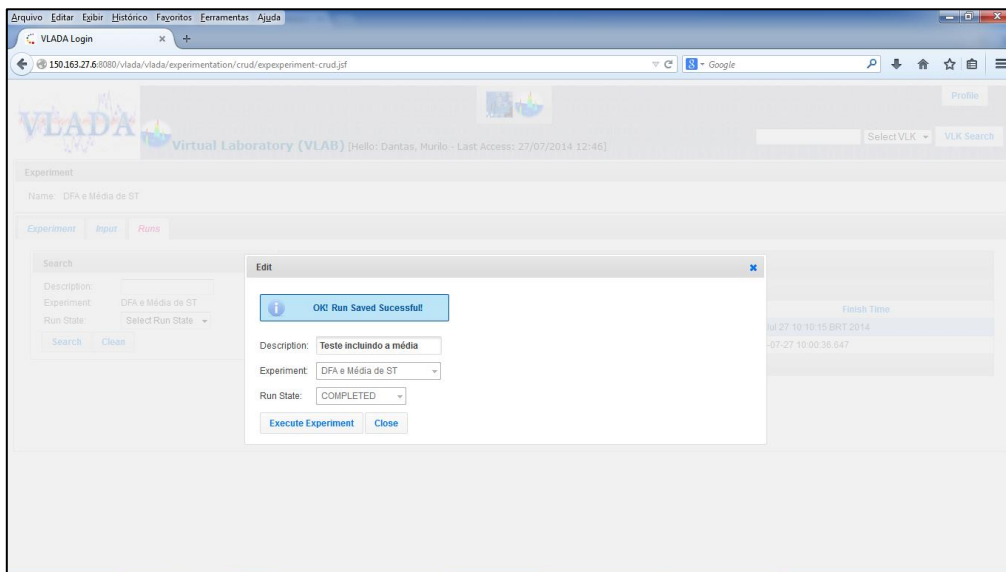 Arquivo Editar Exibir Histórico Favoritos Ferramentas Ajuda
VLADA Login
150.163.27.6:8080/vlada/vlada/experimentation/crud/expexperiment-crud.jsf
Google
Profile
VLADA
Virtual Laboratory (VLAB) [Hello: Dantas, Murilo - Last Access: 27/07/2014 12:46]
Select VLK
VLK Search
Experiment
Name: DFA e Média de ST
Experiment Input Runs
Search
Description:
Experiment: DFA e Média de ST
Run State: Select Run State
Search Clean
Finish Time
Jul 27 10:10:15 BRT 2014
-07-27 10:00:36.647
Edit
OK! Run Saved Sucessful!
Description: Teste incluindo a média
Experiment: DFA e Média de ST
Run State: COMPLETED
Execute Experiment Close